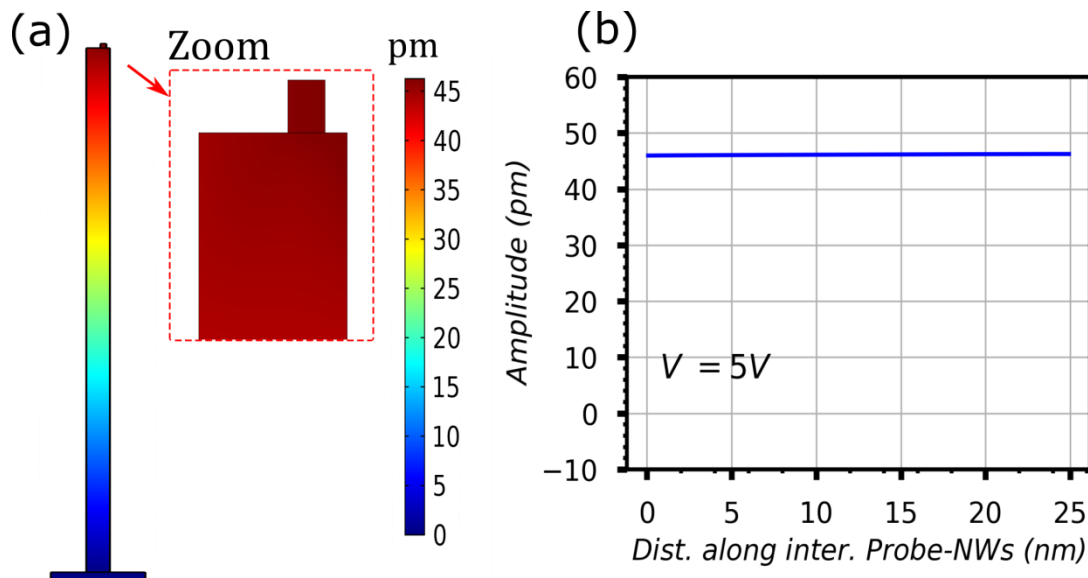 (a)
Zoom
pm
45
40
35
30
25
20
15
10
5
0
(b)
Amplitude (pm)
60
50
40
30
20
10
0
−10
V = 5V
0 5 10 15 20 25
Dist. along inter. Probe-NWs (nm)